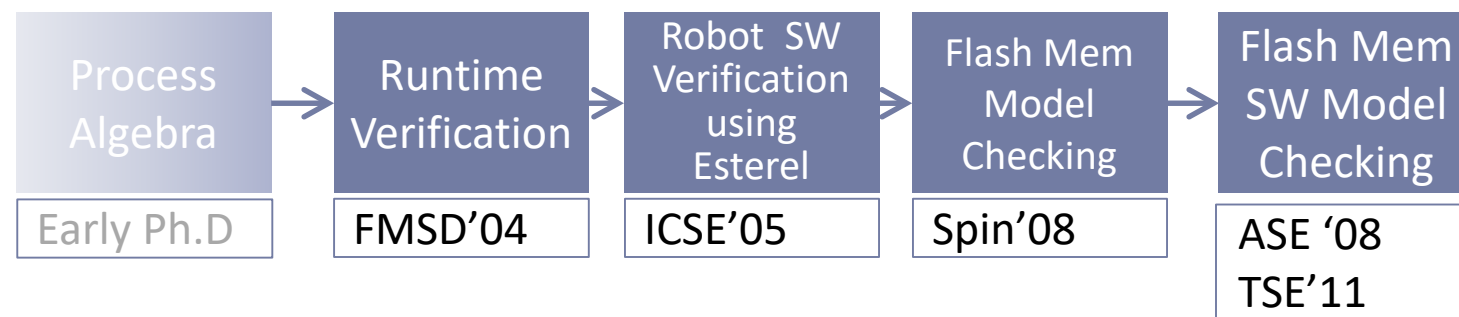 Process
Algebra
Early Ph.D
Runtime
Verification
FMSD’04
Robot SW
Verification
using
Esterel
ICSE’05
Flash Mem
Model
Checking
Spin’08
Flash Mem
SW Model
Checking
ASE ‘08
TSE’11